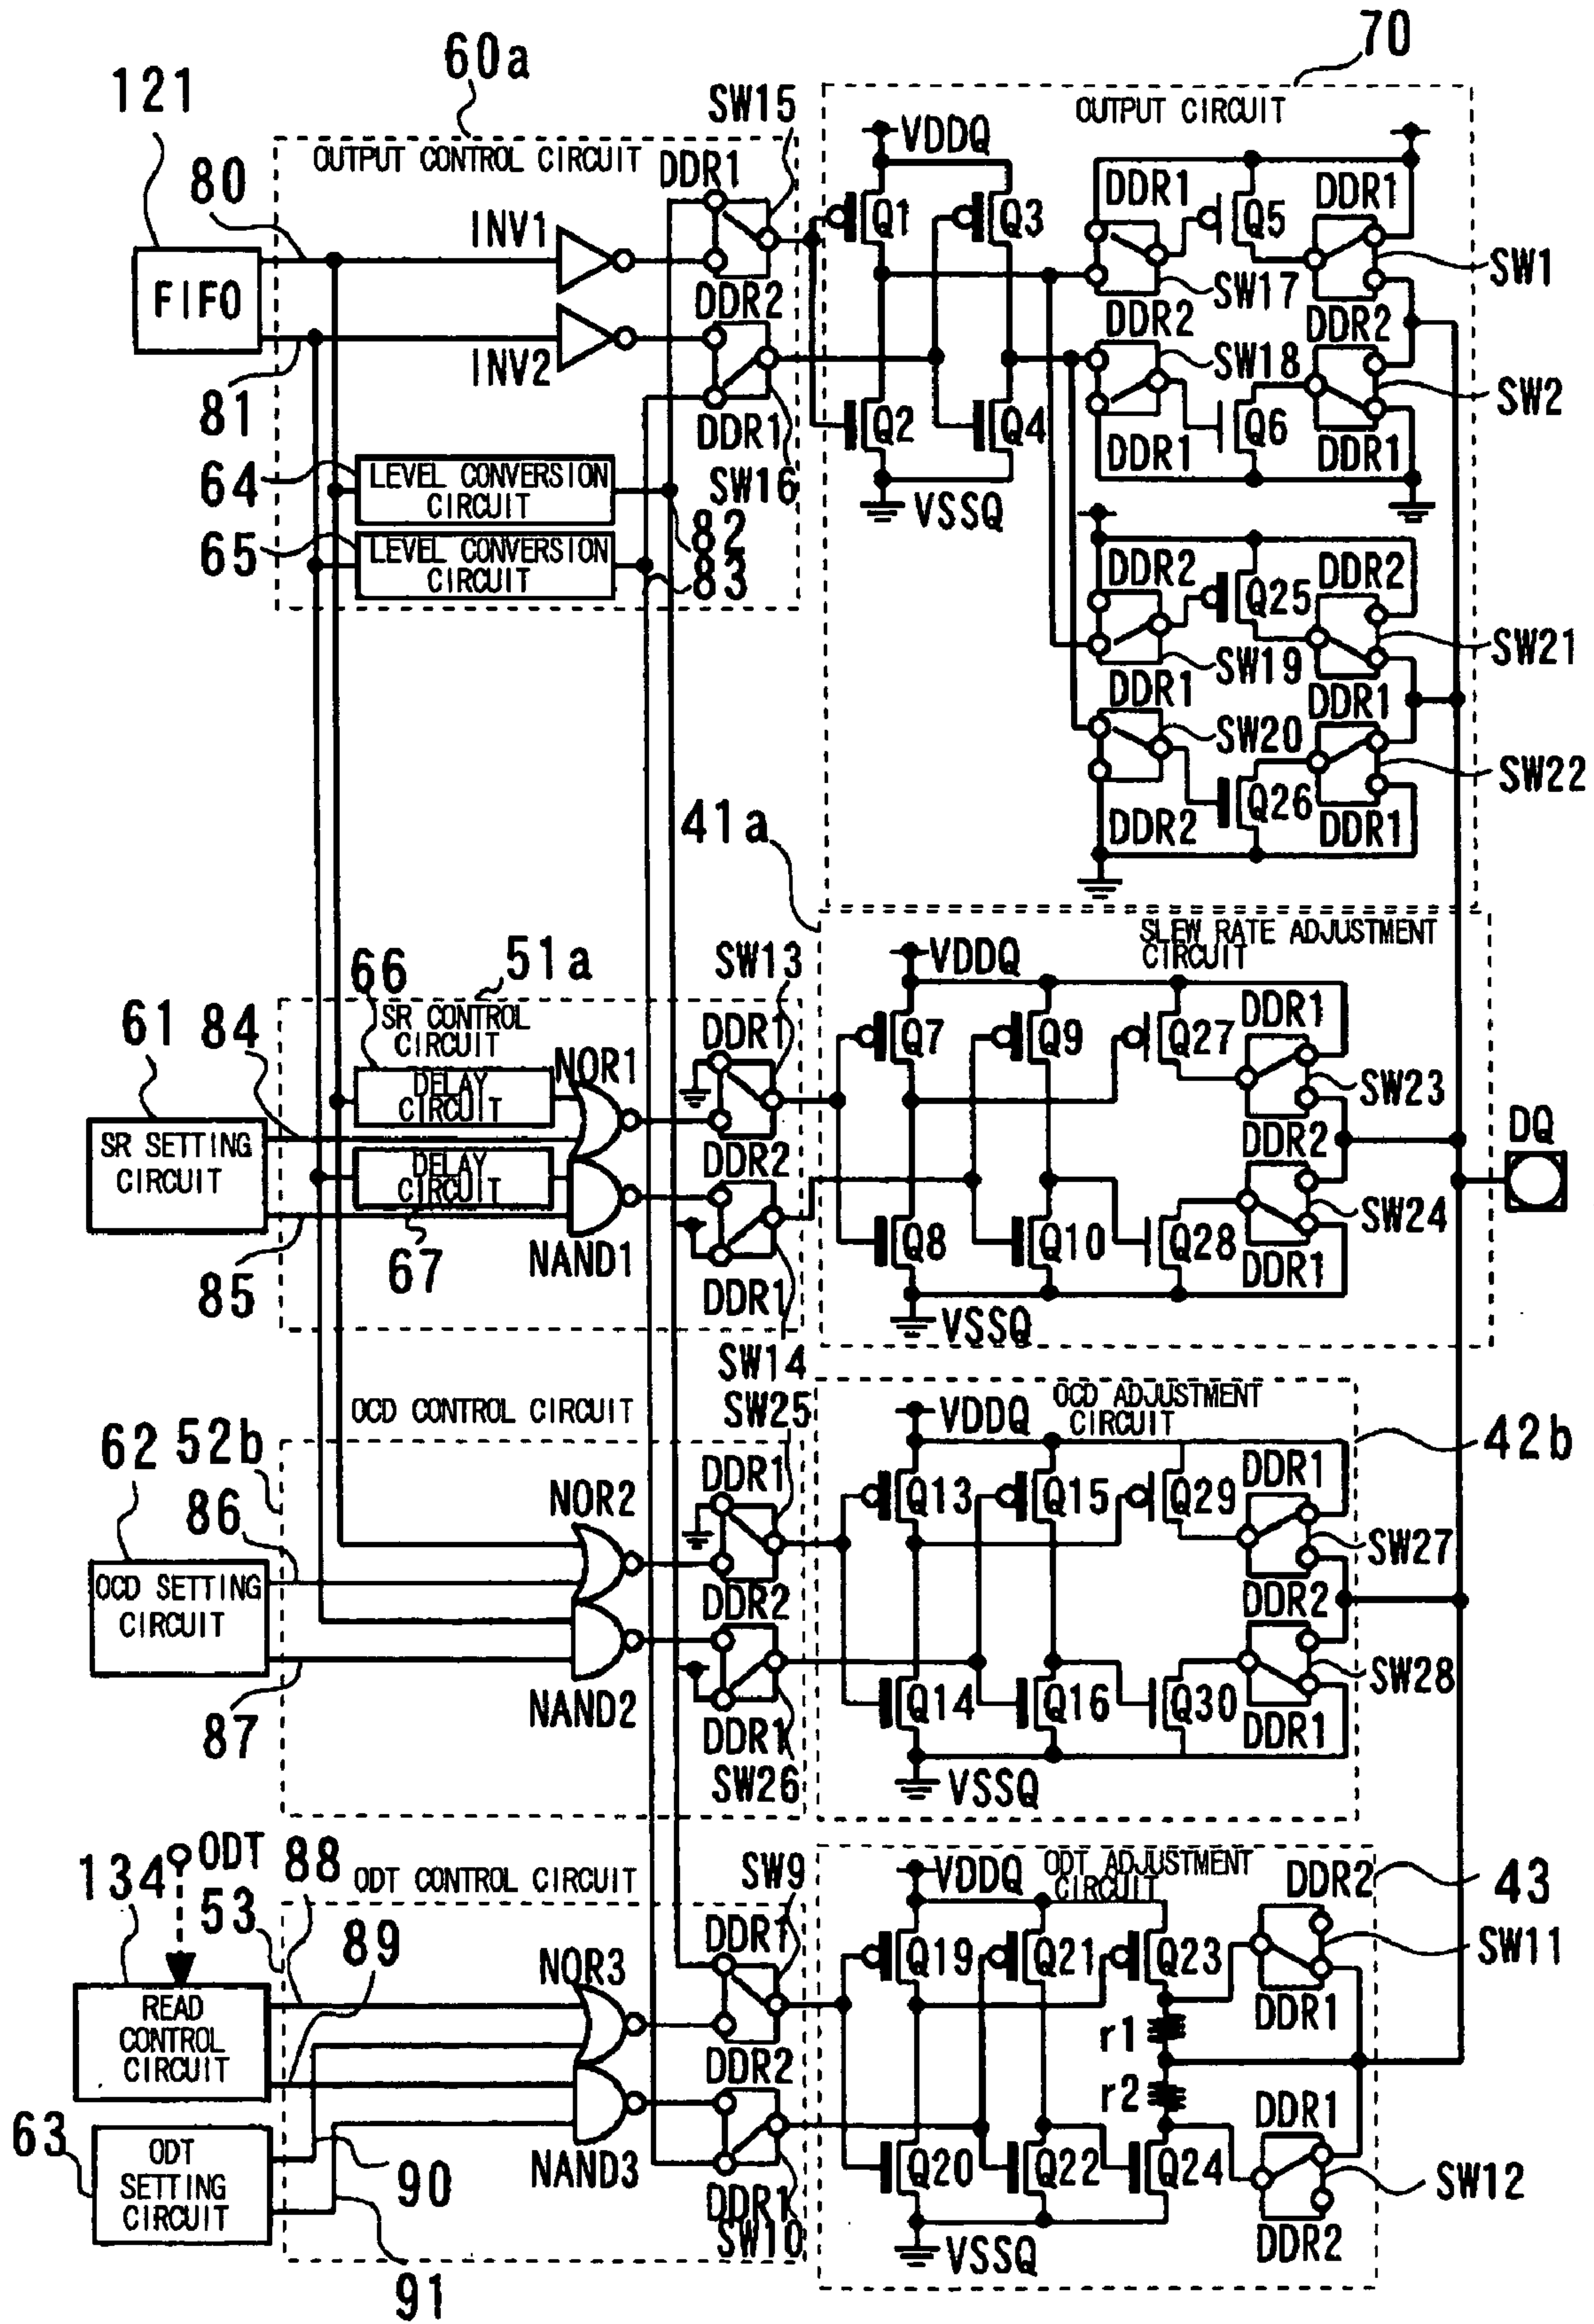 70
60a
121
SW15
OUTPUT CIRCUIT
VDDQ
OUTPUT CONTROL CIRCUIT
DDR1
80
INV1
Q1
Q3
DDR1
Q5
DDR1
SW1
FIFO
DDR2
SW17
DDR2
DDR2
INV2
SW18
SW2
81
DDR1
Q2
Q4
DDR1
Q6
DDR1
64
LEVEL CONVERSION
CIRCUIT
SW16
VSSQ
82
65
LEVEL CONVERSION
CIRCUIT
83
DDR2
Q25
DDR2
SW21
SW19
DDR1
DDR1
SW20
SW22
41a
DDR2
Q26
DDR1
SLEW RATE ADJUSTMENT
CIRCUIT
66
51a
SW13
VDDQ
61
84
SR CONTROL
CIRCUIT
DDR1
Q7
Q9
Q27
DDR1
NOR1
DELAY
CIRCUIT
SW23
DQ
SR SETTING
CIRCUIT
DDR2
DDR2
DELAY
CIRCUIT
SW24
85
67
NAND1
DDR1
Q8
Q10
Q28
DDR1
VSSQ
SW14
OCD CONTROL CIRCUIT
SW25
OCD ADJUSTMENT
CIRCUIT
VDDQ
42b
62
52b
DDR1
Q13
Q15
Q29
DDR1
NOR2
86
SW27
OCD SETTING
CIRCUIT
DDR2
DDR2
SW28
87
NAND2
DDR1
Q14
Q16
Q30
DDR1
SW26
VSSQ
ODT
134
88
ODT CONTROL CIRCUIT
SW9
VDDQ
ODT ADJUSTMENT
CIRCUIT
DDR2
43
53
89
DDR1
Q19
Q21
Q23
SW11
NOR3
READ
CONTROL
CIRCUIT
DDR2
r1
DDR1
r2
DDR1
63
ODT
SETTING
CIRCUIT
90
NAND3
DDR1
Q20
Q22
Q24
SW12
SW10
DDR2
VSSQ
91